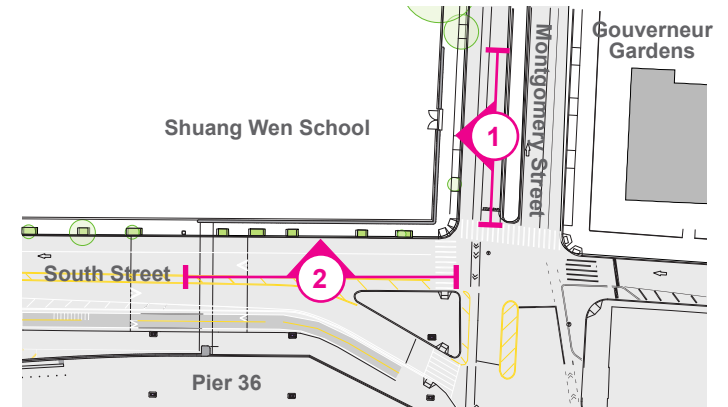 Gouverneur
Gardens
Montgomery Street
Shuang Wen School
1
South Street
2
Pier 36